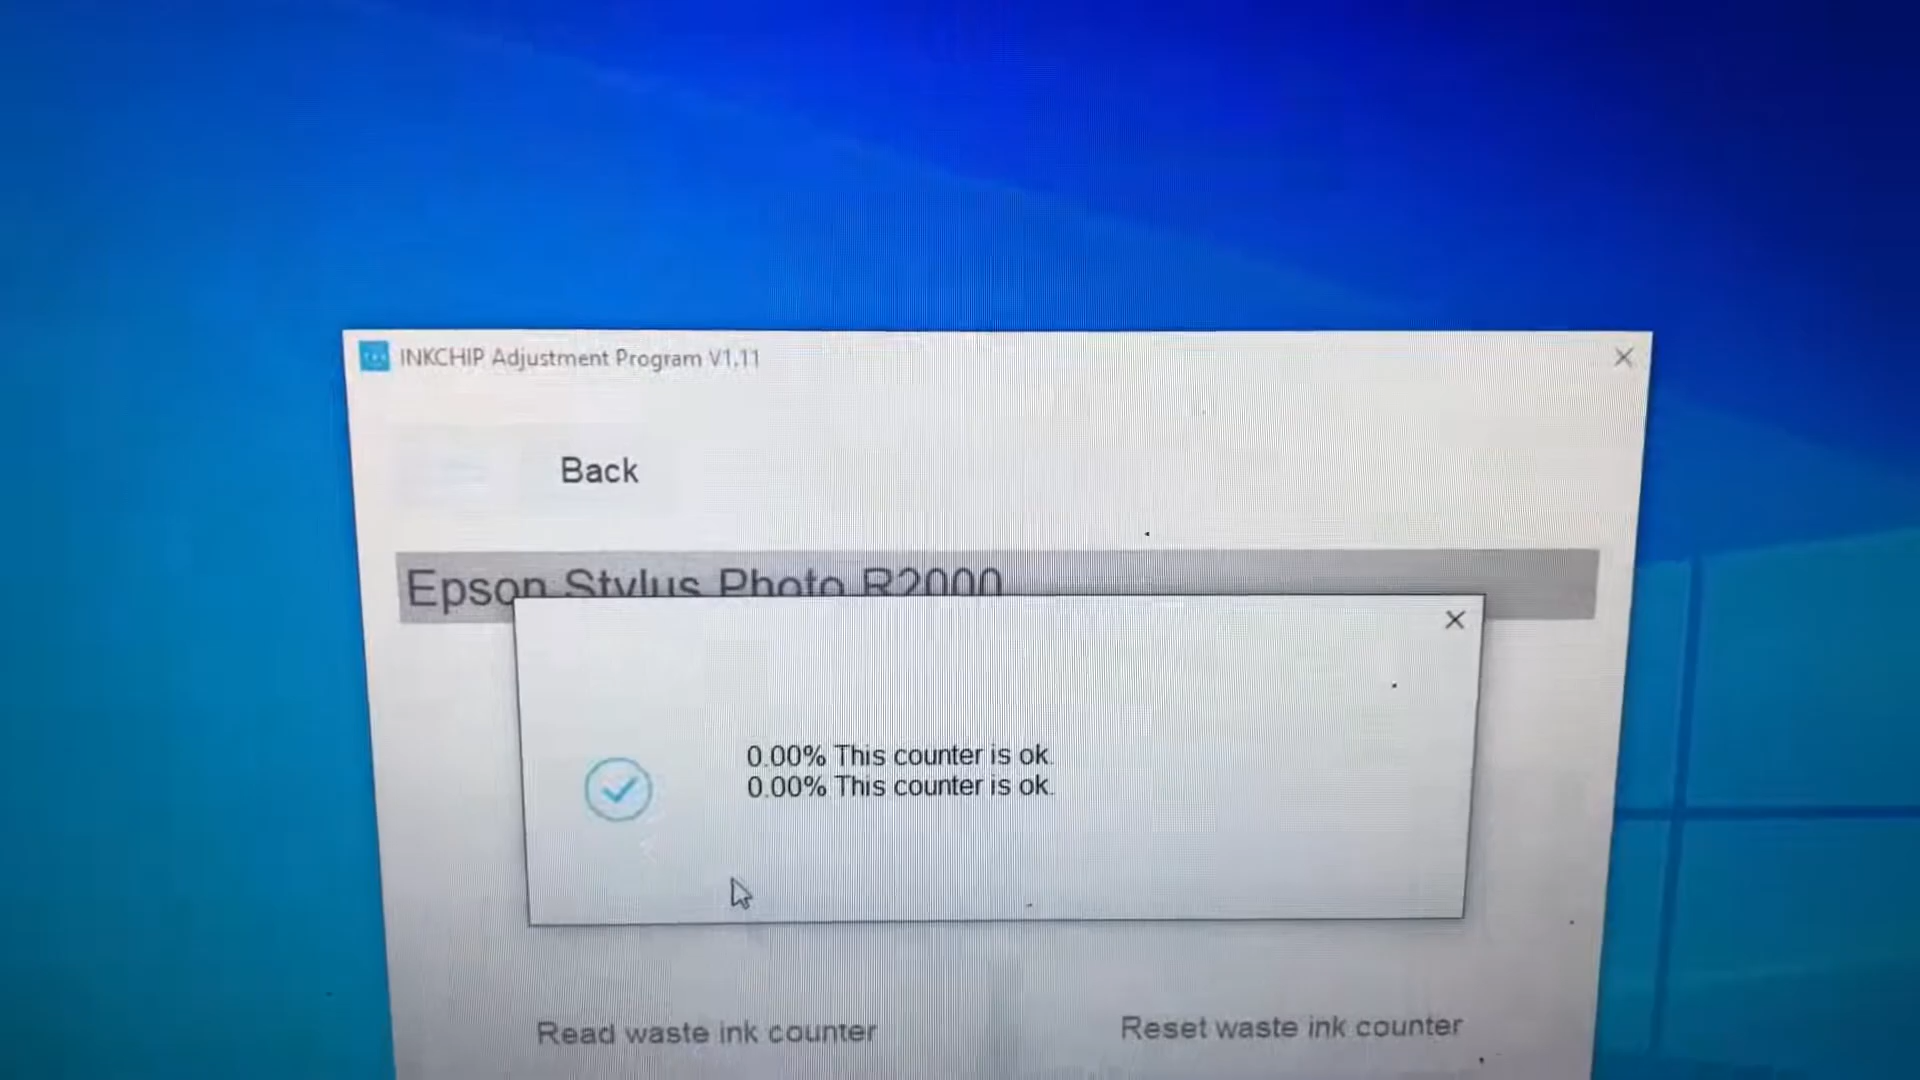 INKCHIP Adjustment Program V1.11
Back
Epson Stylus Photo R2000
0.00% This counter is ok.
0.00% This counter is ok.
Read waste ink counter
Reset waste ink counter